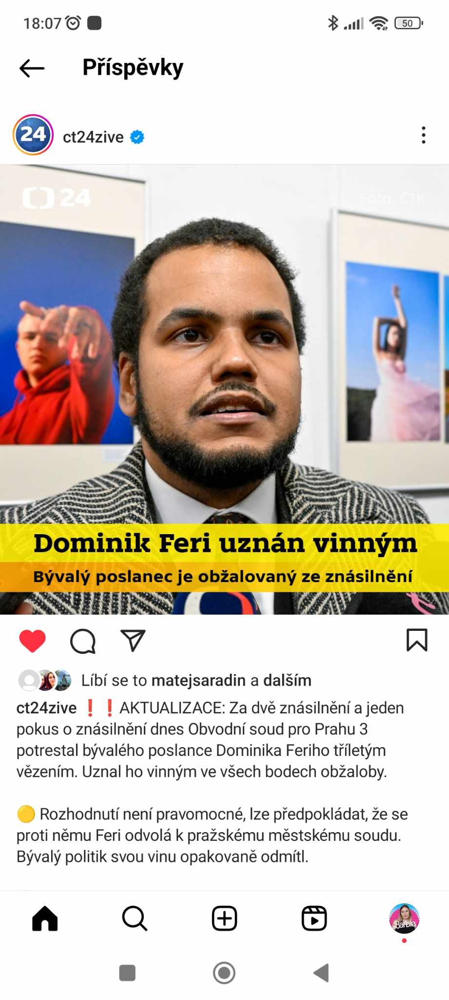 18:07
50
Příspěvky
24
ct24zive
24
Foto: ČTK
Dominik Feri uznán vinným
Bývalý poslanec je obžalovaný ze znásilnění
Líbí se to matejsaradin a dalším
ct24zive ❗❗AKTUALIZACE: Za dvě znásilnění a jeden
pokus o znásilnění dnes Obvodní soud pro Prahu 3
potrestal bývalého poslance Dominika Feriho tříletým
vězením. Uznal ho vinným ve všech bodech obžaloby.
🟡 Rozhodnutí není pravomocné, lze předpokládat, že se
proti němu Feri odvolá k pražskému městskému soudu.
Bývalý politik svou vinu opakovaně odmítl.
Barbie